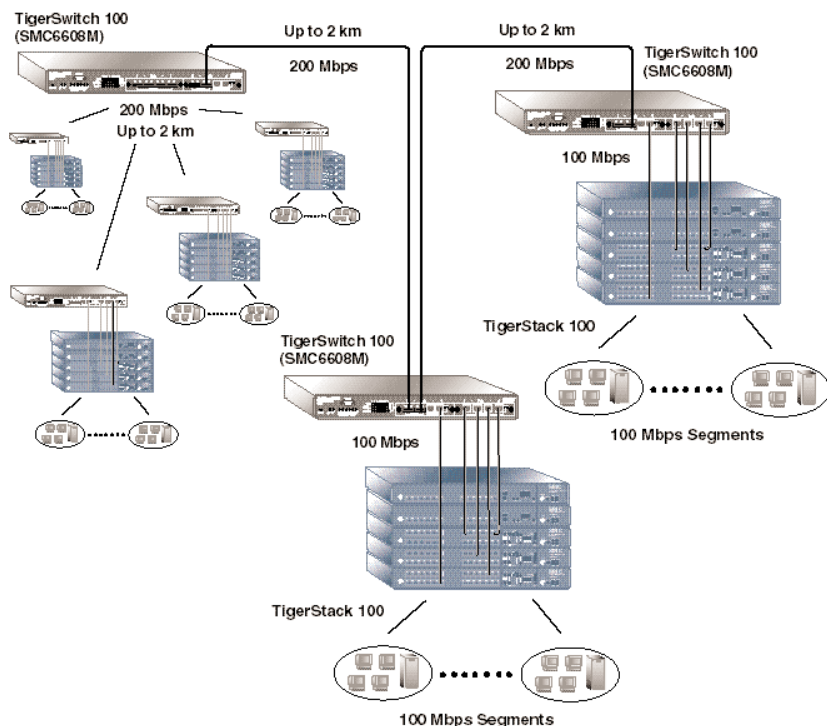 TigerSwitch 100
(SMC6608M)
Up to 2 km
200 Mbps
Up to 2 km
200 Mbps
TigerSwitch 100
(SMC6608M)
200 Mbps
Up to 2 km
100 Mbps
TigerStack 100
100 Mbps Segments
TigerSwitch 100
(SMC6608M)
100 Mbps
TigerStack 100
100 Mbps Segments